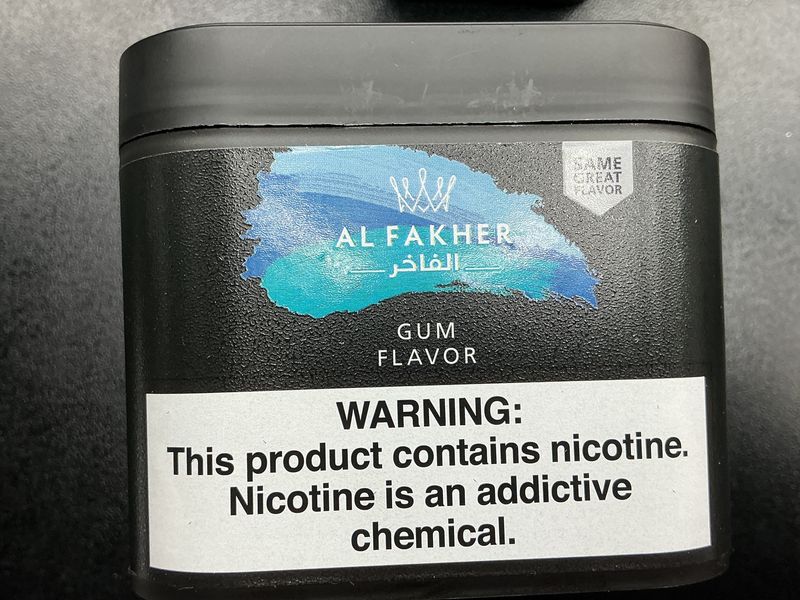 SAME
GREAT
FLAVOR
AL FAKHER
الفاخر
GUM
FLAVOR
WARNING:
This product contains nicotine.
Nicotine is an addictive
chemical.